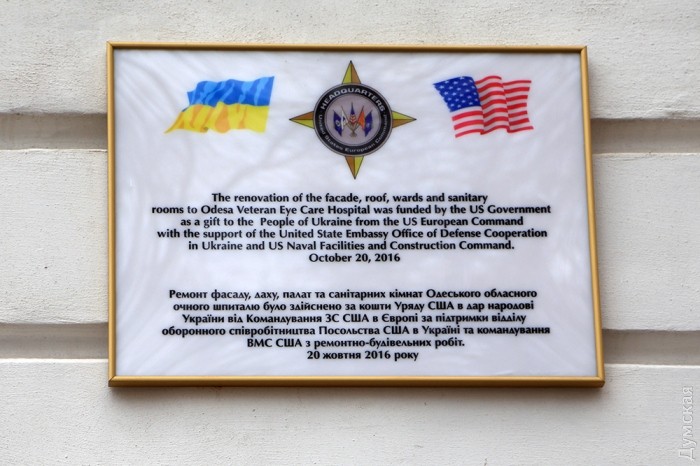 HEADQUARTERS
United States European Command
The renovation of the facade, roof, wards and sanitary
rooms to Odesa Veteran Eye Care Hospital was funded by the US Government
as a gift to the People of Ukraine from the US European Command
with the support of the United State Embassy Office of Defense Cooperation
in Ukraine and US Naval Facilities and Construction Command.
October 20, 2016
Ремонт фасаду, даху, палат та санітарних кімнат Одеського обласного
очного шпиталю було здійснено за кошти Уряду США в дар народові
України від Командування ЗС США в Європі за підтримки відділу
оборонного співробітництва Посольства США в Україні та командування
ВМС США з ремонтно-будівельних робіт.
20 жовтня 2016 року
Думская